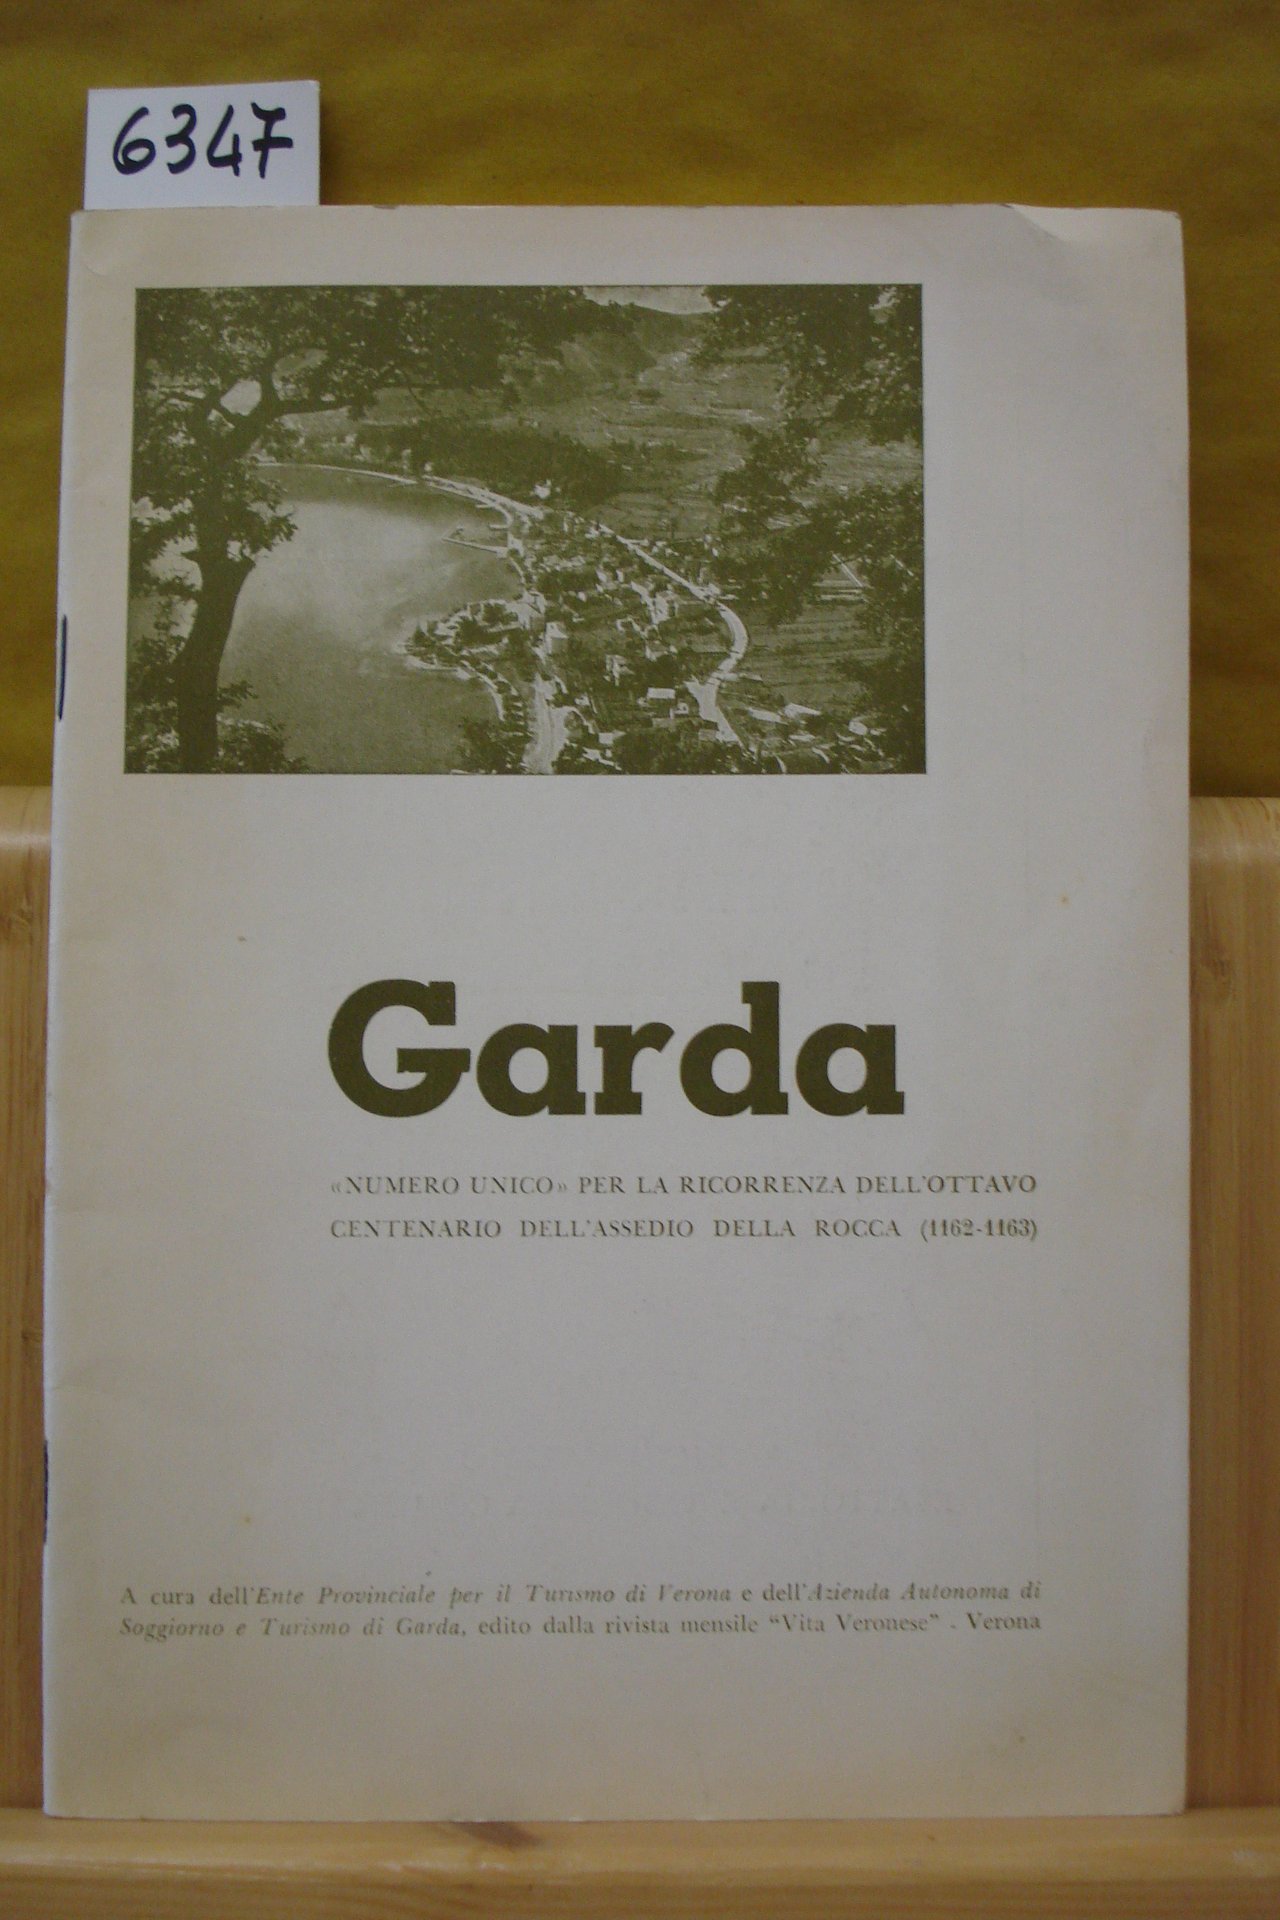 6347
Garda
«NUMERO UNICO» PER LA RICORRENZA DELL'OTTAVO
CENTENARIO DELL'ASSEDIO DELLA ROCCA (1162-1163)
A cura dell'Ente Provinciale per il Turismo di Verona e dell'Azienda Autonoma di
Soggiorno e Turismo di Garda, edito dalla rivista mensile “Vita Veronese” . Verona